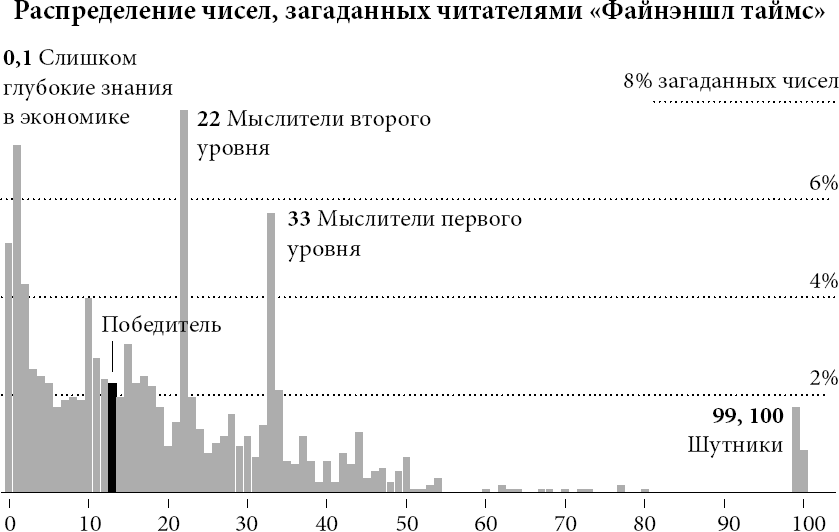 Распределение чисел, загаданных читателями «Файнэншл таймс»
0,1 Слишком
глубокие знания
в экономике
8% загаданных чисел
22 Мыслители второго
уровня
6%
33 Мыслители первого
уровня
4%
Победитель
2%
99, 100
Шутники
0 10 20 30 40 50 60 70 80 90 100